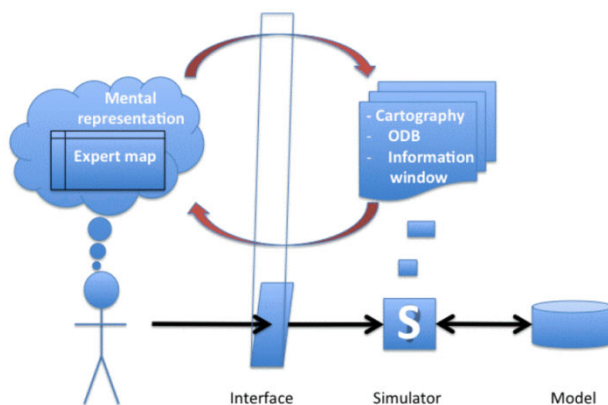 Mental
representation
Expert map
- Cartography
- ODB
- Information
window
S
Interface
Simulator
Model